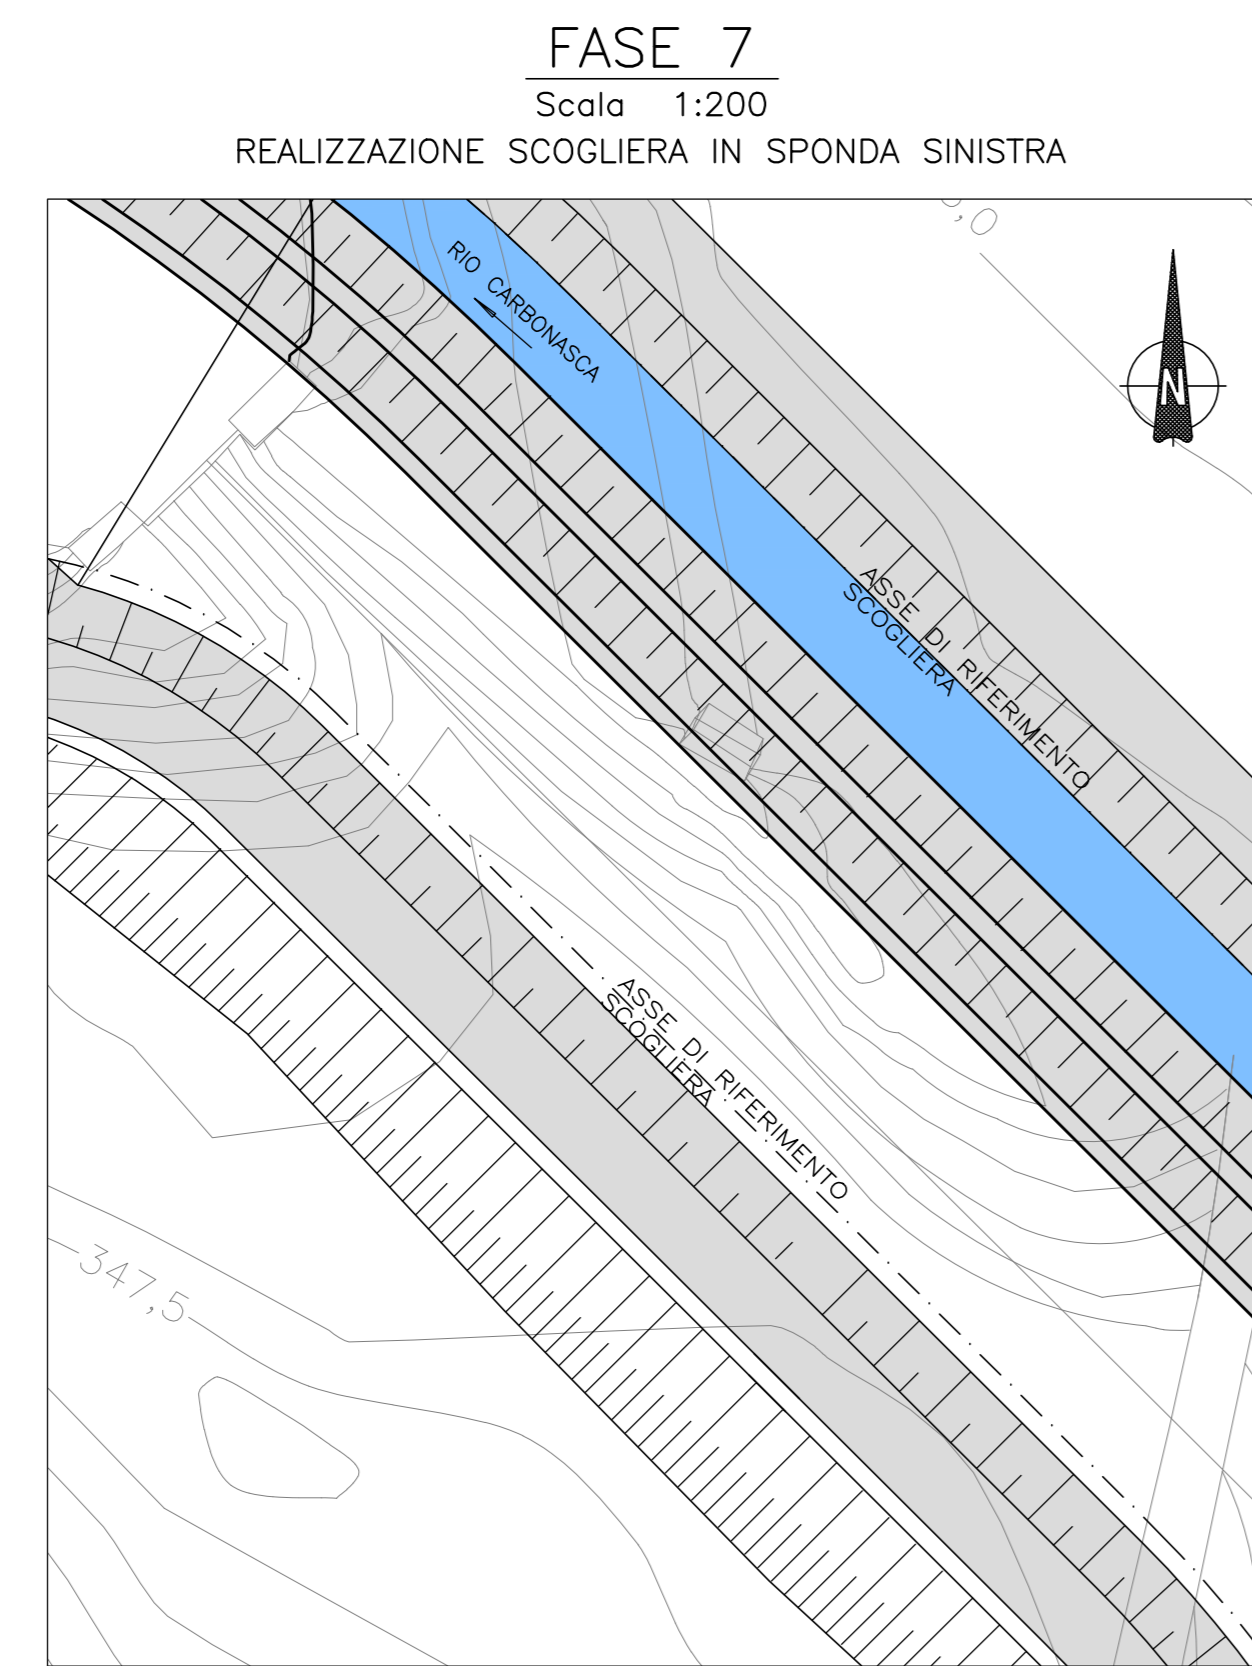 FASE 7
Scala 1:200
REALIZZAZIONE SCOGLIERA IN SPONDA SINISTRA
,0
RIO CARBONASCA
N
ASSE DI RIFERIMENTO
SCOGLIERA
ASSE DI RIFERIMENTO
SCOGLIERA
347,5